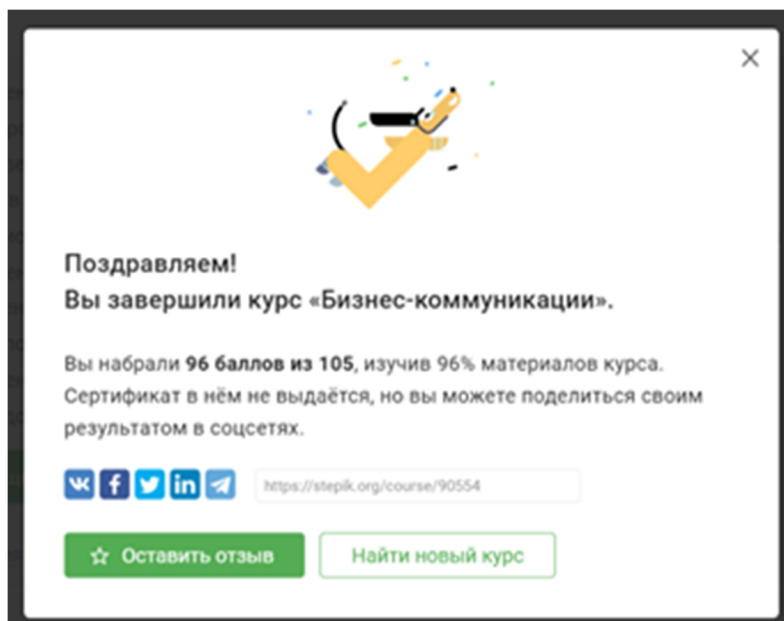 Поздравляем!
Вы завершили курс «Бизнес-коммуникации».
Вы набрали 96 баллов из 105, изучив 96% материалов курса.
Сертификат в нём не выдаётся, но вы можете поделиться своим
результатом в соцсетях.
https://stepik.org/course/90554
Оставить отзыв
Найти новый курс